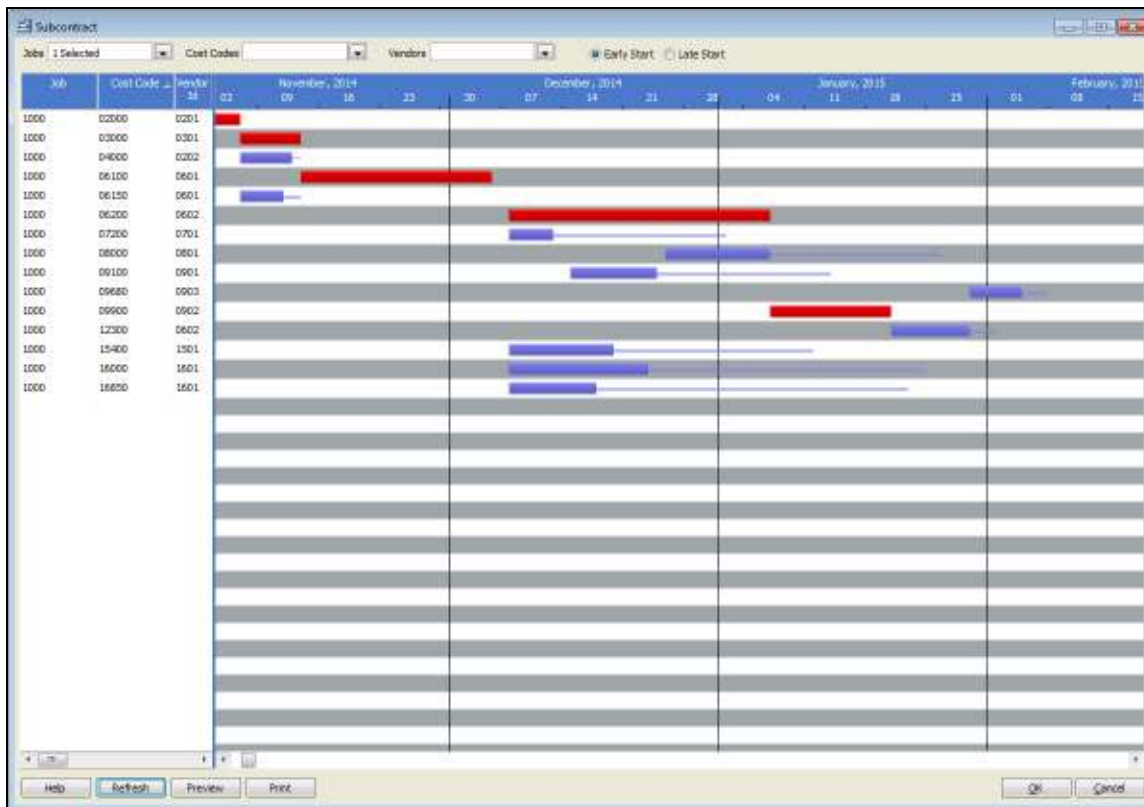 Subcontract
Jobs 1 Selected Cost Codes Vendors Early Start Late Start
Job Cost Code Vendor Id November, 2014 December, 2014 January, 2015 February, 201
02 09 16 23 30 07 14 21 28 04 11 18 25 01 08 15
1000 02000 0201
1000 03000 0301
1000 04000 0202
1000 06100 0601
1000 06150 0601
1000 06200 0602
1000 07200 0701
1000 08000 0801
1000 09100 0901
1000 09680 0903
1000 09900 0902
1000 12300 0602
1000 15400 1501
1000 16000 1601
1000 16850 1601
Help Refresh Preview Print OK Cancel